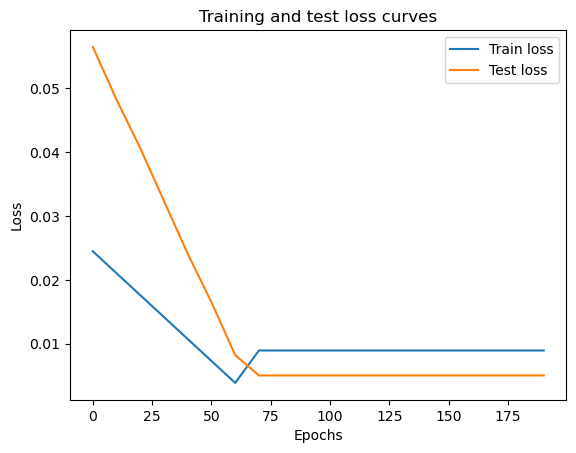 Training and test loss curves
Train loss
Test loss
0.05
0.04
0.03
0.02
0.01
Loss
0 25 50 75 100 125 150 175
Epochs